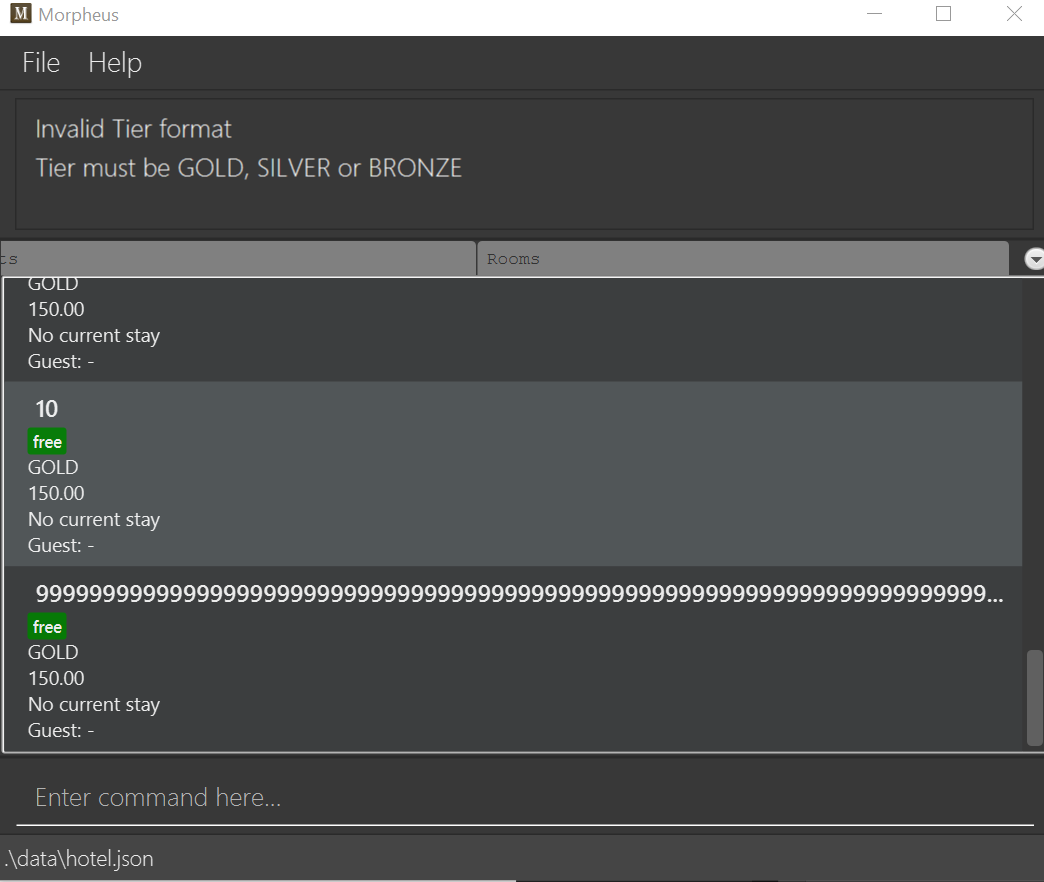 M Morpheus
File Help
Invalid Tier format
Tier must be GOLD, SILVER or BRONZE
ts Rooms
GOLD
150.00
No current stay
Guest: -
10
free
GOLD
150.00
No current stay
Guest: -
9999999999999999999999999999999999999999999999999999999999999999999999...
free
GOLD
150.00
No current stay
Guest: -
Enter command here...
.\data\hotel.json